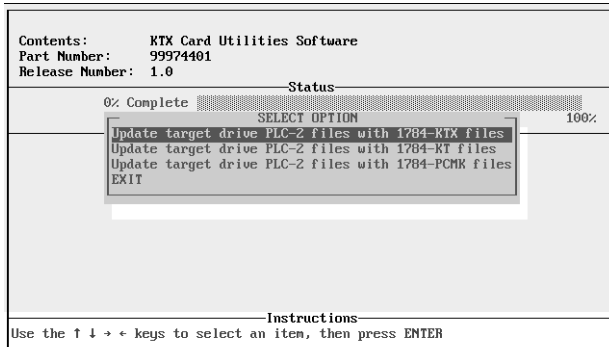 Contents: KTX Card Utilities Software
Part Number: 99974401
Release Number: 1.0
Status
0% Complete
SELECT OPTION
100%
Update target drive PLC-2 files with 1784-KTX files
Update target drive PLC-2 files with 1784-KT files
Update target drive PLC-2 files with 1784-PCMK files
EXIT
Instructions
Use the ↑ ↓ → ← keys to select an item, then press ENTER